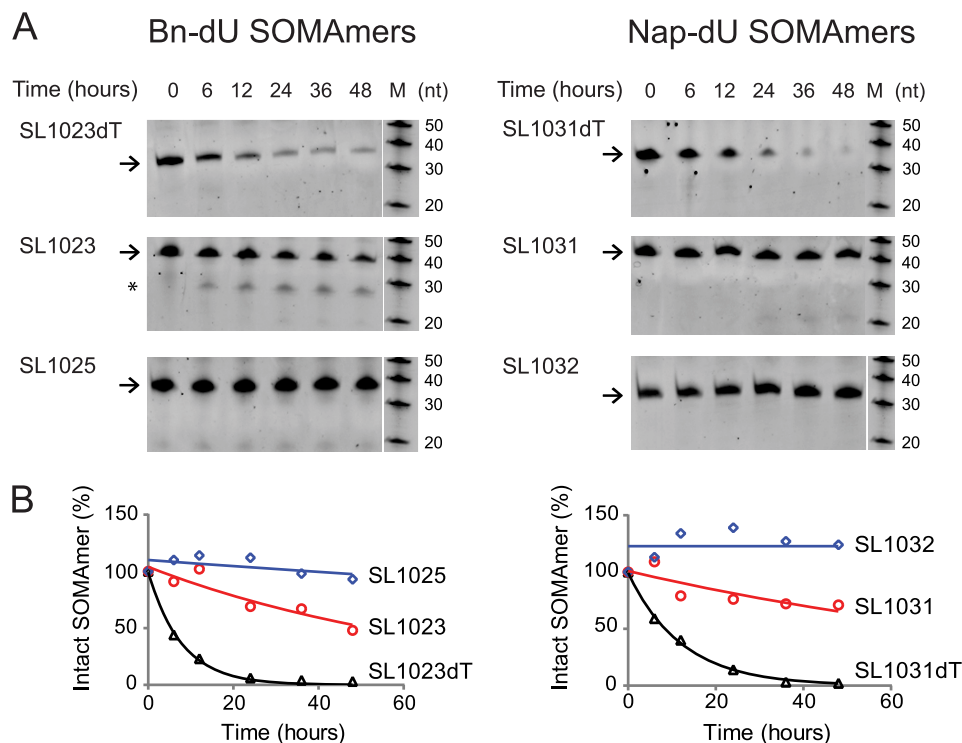 A
Bn-dU SOMAmers
Time (hours) 0 6 12 24 36 48 M (nt)
SL1023dT
50
40
30
20
SL1023
50
40
*
30
20
SL1025
50
40
30
20
Nap-dU SOMAmers
Time (hours) 0 6 12 24 36 48 M (nt)
SL1031dT
50
40
30
20
SL1031
50
40
30
20
SL1032
50
40
30
20
B
Intact SOMAmer (%)
150
100
50
0
SL1025
SL1023
SL1023dT
0 20 40 60
Time (hours)
Intact SOMAmer (%)
150
100
50
0
SL1032
SL1031
SL1031dT
0 20 40 60
Time (hours)